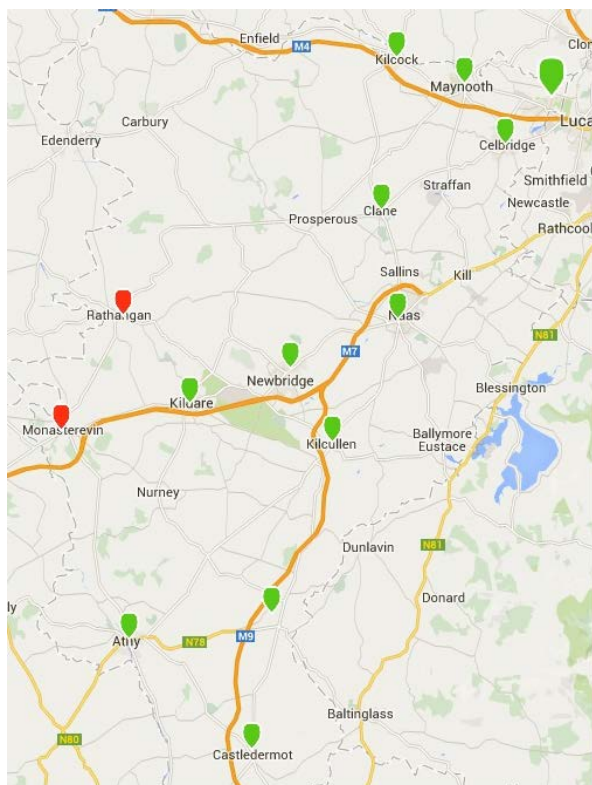 Enfield
M4
Kilcock
Clon
Maynooth
Carbury
Luca
Edenderry
Celbridge
Straffan
Smithfield
Newcastle
Clane
Prosperous
Rathcool
Sallins
Kill
Rathangan
Naas
N81
M7
Newbridge
Blessington
Kildare
Monasterevin
Kilcullen
Ballymore
Eustace
Nurney
Dunlavin
N81
Donard
ly
Athy
N78
M9
Baltinglass
N80
Castledermot